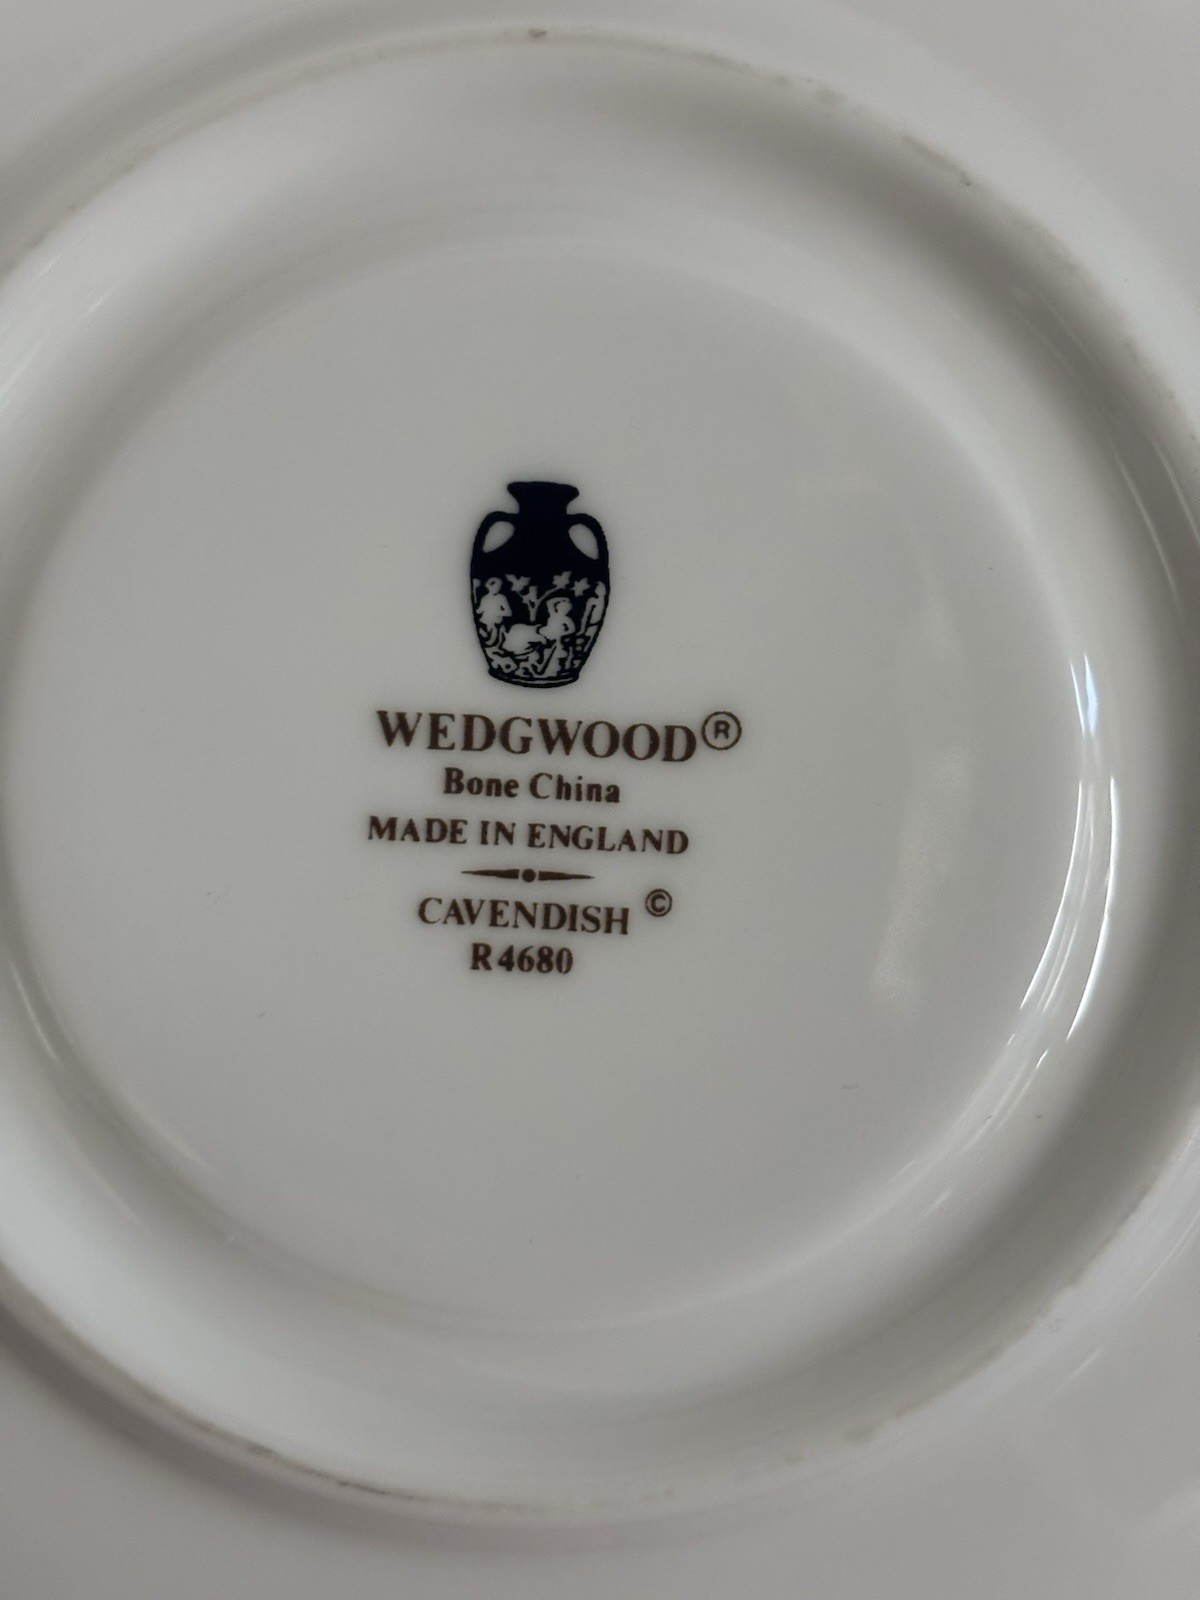 WEDGWOOD®
Bone China
MADE IN ENGLAND
CAVENDISH ©
R4680